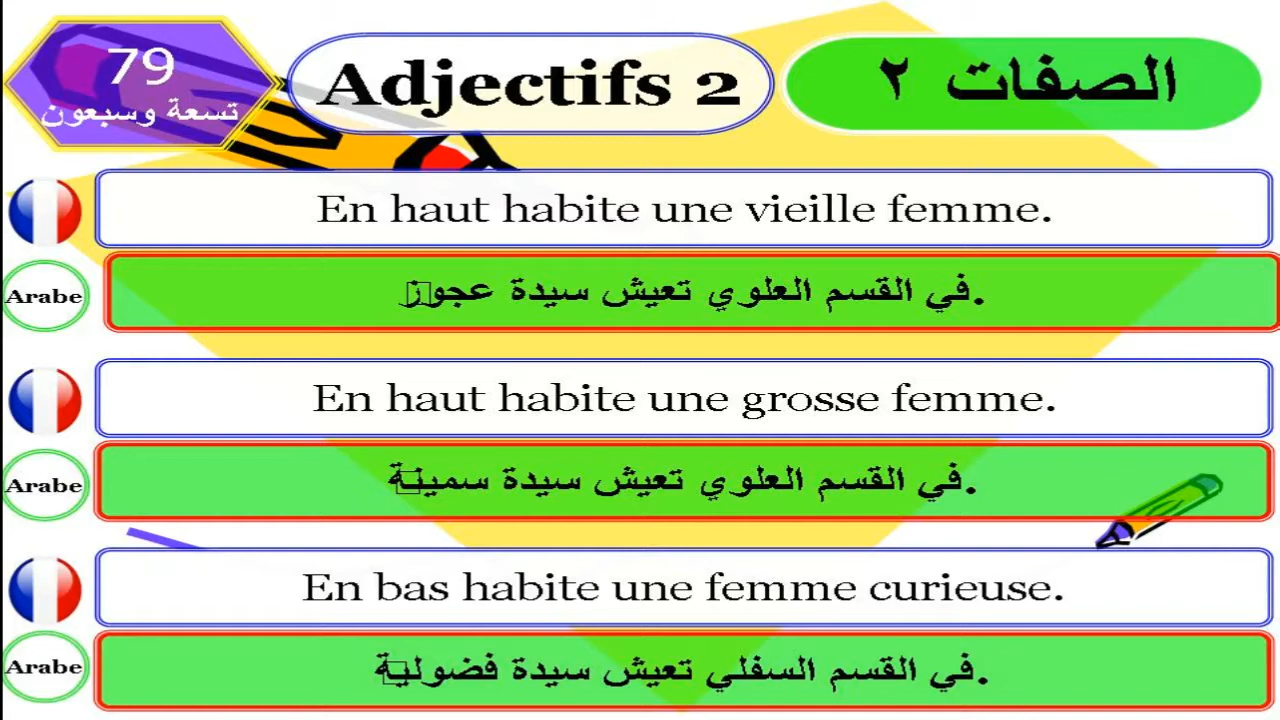 79
تسعة وسبعون
Adjectifs 2
الصفات ٢
En haut habite une vieille femme.
Arabe
في القسم العلوي تعيش سيدة عجوز.
En haut habite une grosse femme.
Arabe
في القسم العلوي تعيش سيدة سمينة.
En bas habite une femme curieuse.
Arabe
في القسم السفلي تعيش سيدة فضولية.